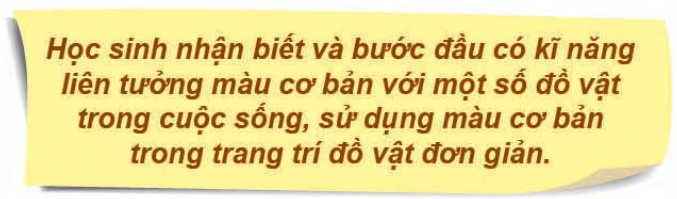 Học sinh nhận biết và bước đầu có kĩ năng
liên tưởng màu cơ bản với một số đồ vật
trong cuộc sống, sử dụng màu cơ bản
trong trang trí đồ vật đơn giản.